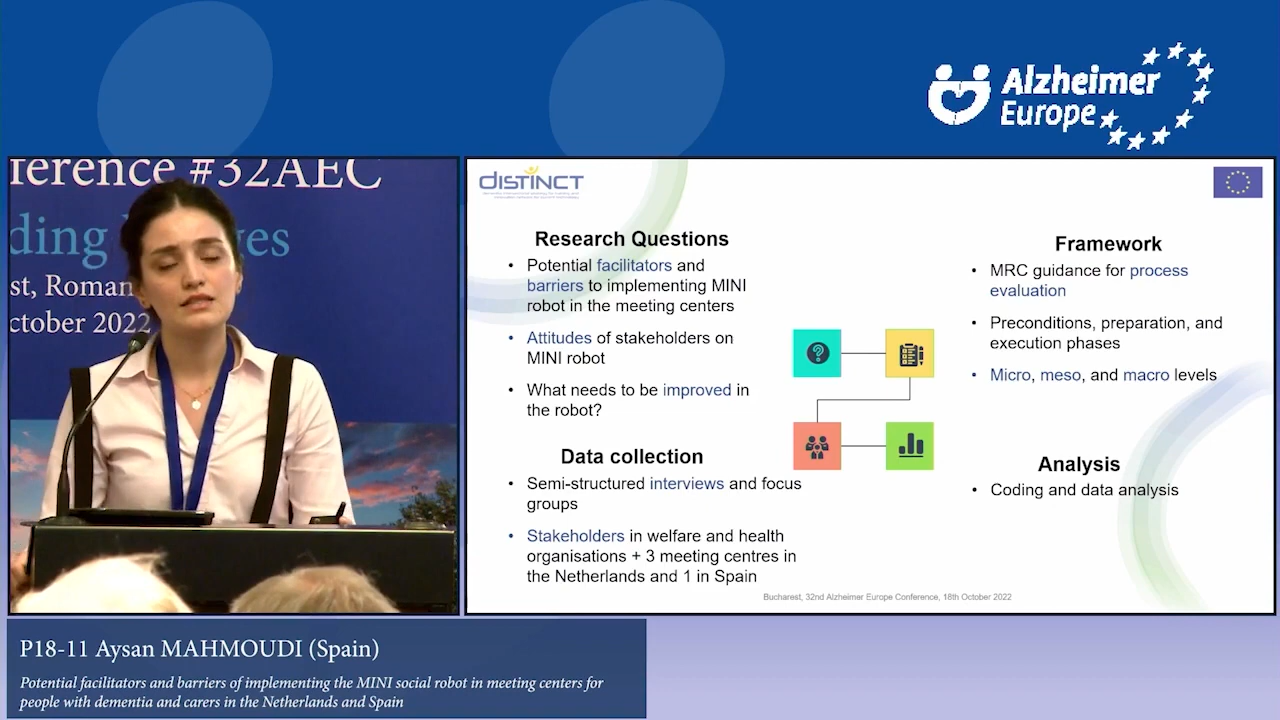 Alzheimer
Europe
ference #32AEC
ding ges
st, Roman
ctober 2022
DISTINCT
Research Questions
• Potential facilitators and
barriers to implementing MINI
robot in the meeting centers
• Attitudes of stakeholders on
MINI robot
• What needs to be improved in
the robot?
Data collection
• Semi-structured interviews and focus
groups
• Stakeholders in welfare and health
organisations + 3 meeting centres in
the Netherlands and 1 in Spain
Framework
• MRC guidance for process
evaluation
• Preconditions, preparation, and
execution phases
• Micro, meso, and macro levels
Analysis
• Coding and data analysis
Bucharest, 32nd Alzheimer Europe Conference, 18th October 2022
P18-11 Aysan MAHMOUDI (Spain)
Potential facilitators and barriers of implementing the MINI social robot in meeting centers for
people with dementia and carers in the Netherlands and Spain